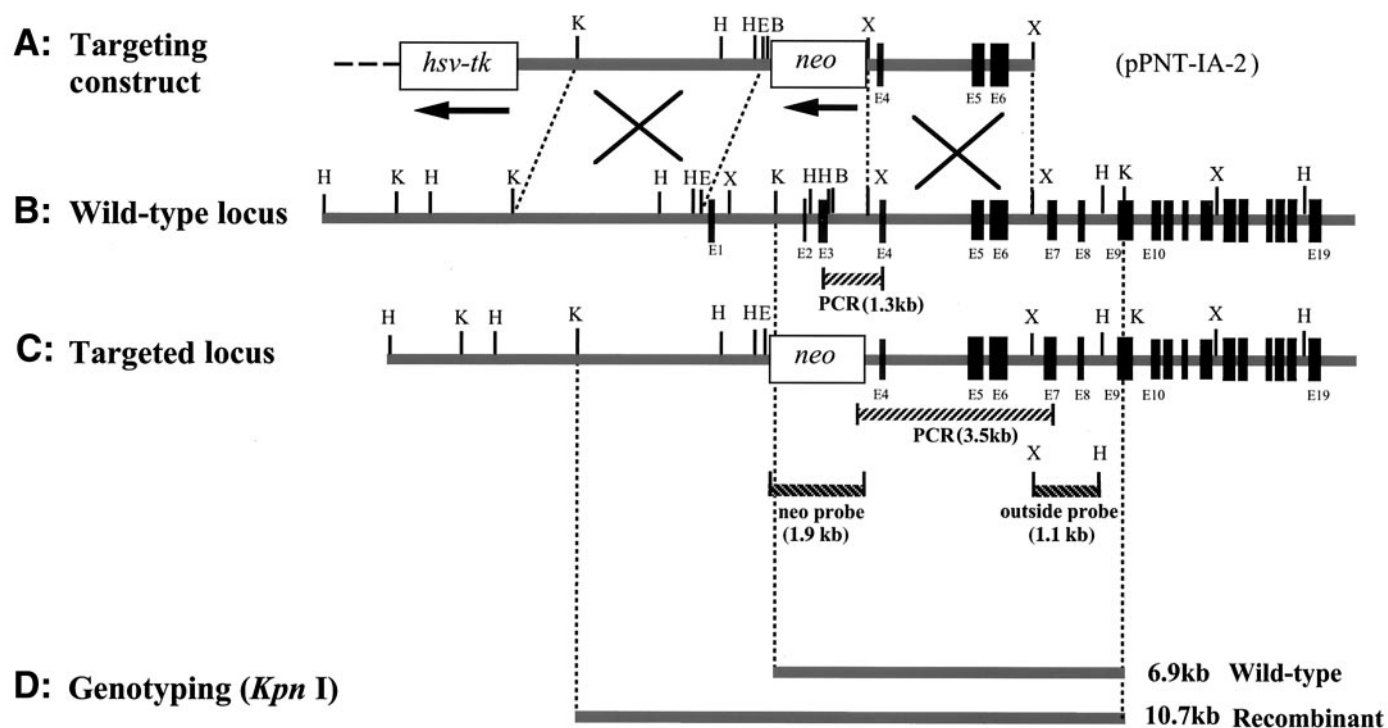 A: Targeting construct
K H HEB X X
hsv-tk neo
E4 E5 E6
(pPNT-IA-2)
H K H K H HE X K HH B X X H K X H
B: Wild-type locus
E1 E2 E3 E4 E5 E6 E7 E8 E9 E10 E19
PCR(1.3kb)
H K H K H HE X H K X H
C: Targeted locus
neo
E4 E5 E6 E7 E8 E9 E10 E19
PCR(3.5kb)
X H
neo probe
(1.9 kb)
outside probe
(1.1 kb)
6.9kb Wild-type
D: Genotyping (Kpn I)
10.7kb Recombinant